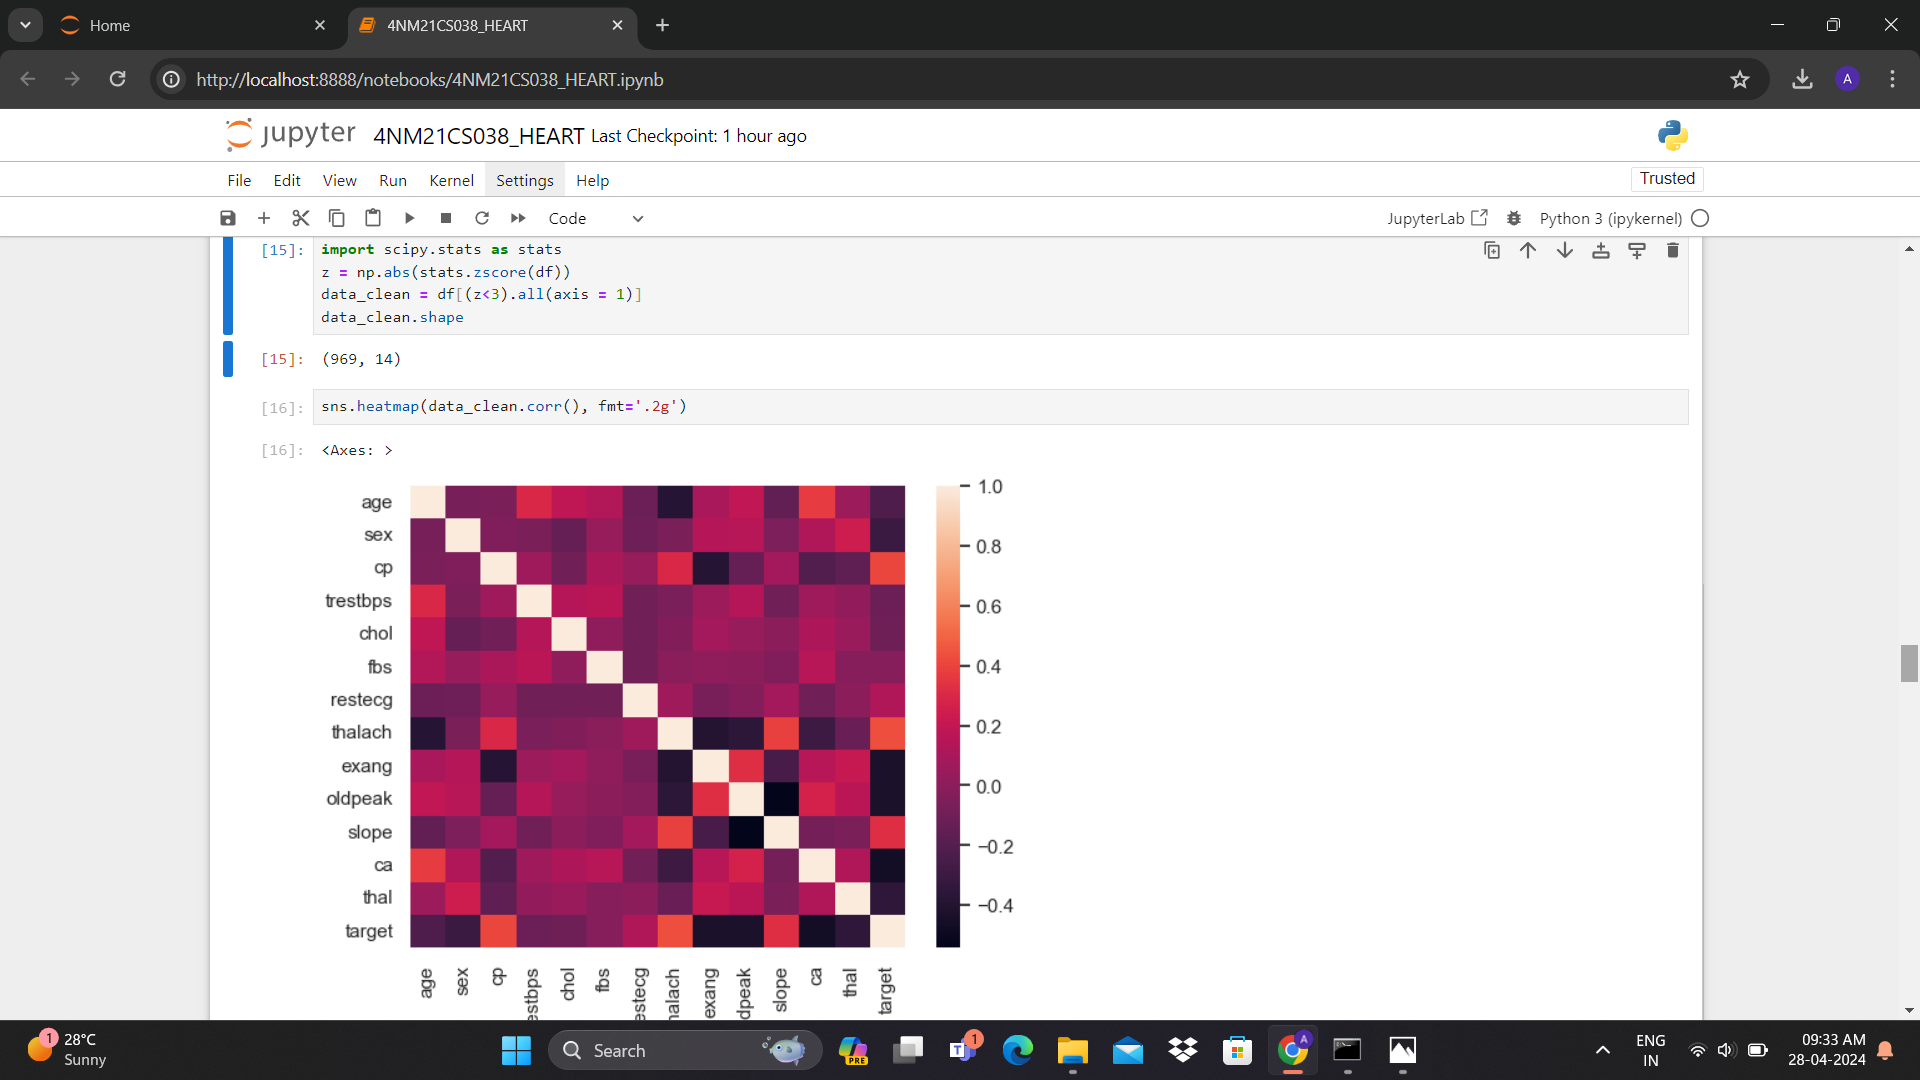 Home
4NM21CS038_HEART
http://localhost:8888/notebooks/4NM21CS038_HEART.ipynb
A
jupyter 4NM21CS038_HEART Last Checkpoint: 1 hour ago
File Edit View Run Kernel Settings Help
Trusted
Code
JupyterLab
Python 3 (ipykernel)
[15]: import scipy.stats as stats
z = np.abs(stats.zscore(df))
data_clean = df[(z<3).all(axis = 1)]
data_clean.shape
[15]: (969, 14)
[16]: sns.heatmap(data_clean.corr(), fmt='.2g')
[16]: <Axes: >
age
sex
cp
trestbps
chol
fbs
restecg
thalach
exang
oldpeak
slope
ca
thal
target
1.0
0.8
0.6
0.4
0.2
0.0
−0.2
−0.4
age
sex
cp
estbps
chol
fbs
estecg
nalach
exang
dpeak
slope
ca
thal
target
1
28°C
Sunny
Search
PRE
T
1
A
ENG
IN
09:33 AM
28-04-2024